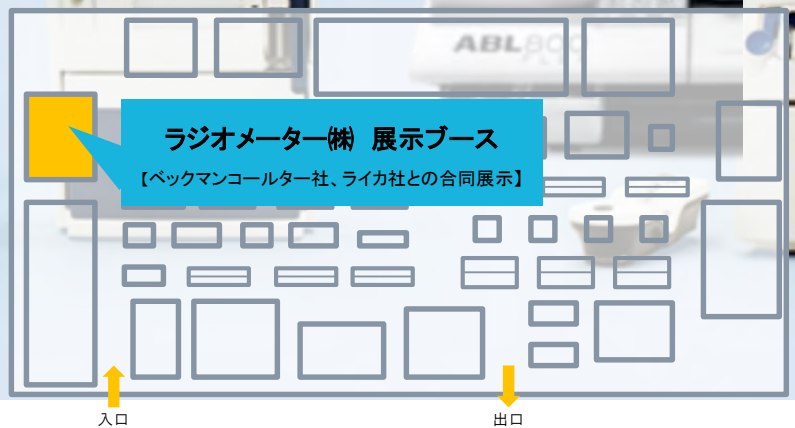 ABL800
FLEX
ラジオメーター㈱ 展示ブース
【ベックマンコールター社、ライカ社との合同展示】
入口
出口